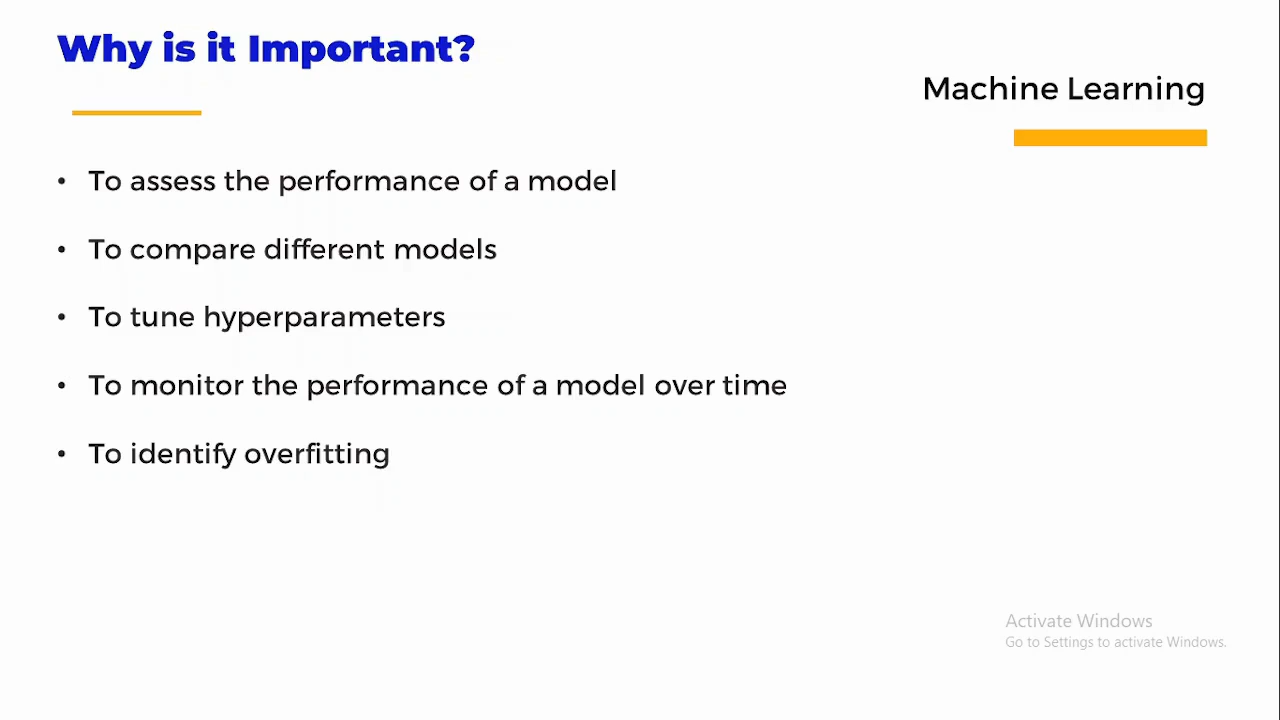 Why is it Important?
Machine Learning
• To assess the performance of a model
• To compare different models
• To tune hyperparameters
• To monitor the performance of a model over time
• To identify overfitting
Activate Windows
Go to Settings to activate Windows.